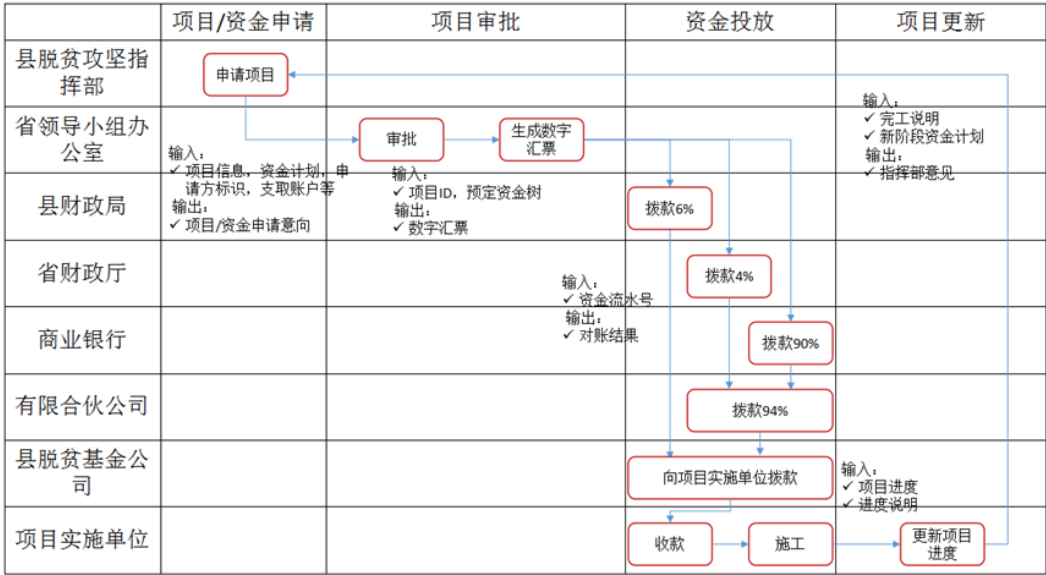 项目/资金申请
项目审批
资金投放
项目更新
县脱贫攻坚指
挥部
申请项目
省领导小组办
公室
审批
生成数字
汇票
输入：
✓ 完工说明
✓ 新阶段资金计划
输出：
✓ 指挥部意见
输入：
✓ 项目信息，资金计划，申
请方标识，支取账户等
输出：
✓ 项目/资金申请意向
输入：
✓ 项目ID，预定资金树
输出：
✓ 数字汇票
县财政局
拨款6%
省财政厅
拨款4%
输入：
✓ 资金流水号
输出：
✓ 对账结果
商业银行
拨款90%
有限合伙公司
拨款94%
县脱贫基金公
司
向项目实施单位拨款
输入：
✓ 项目进度
✓ 进度说明
项目实施单位
收款
施工
更新项目
进度